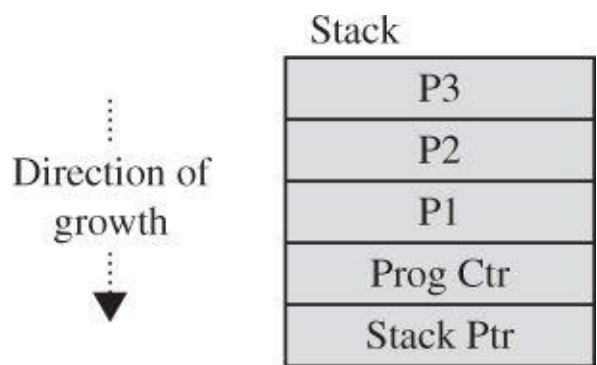 Stack
P3
P2
P1
Prog Ctr
Stack Ptr
Direction of
growth